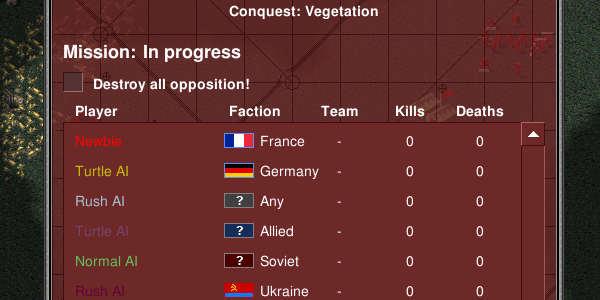 Conquest: Vegetation
Mission: In progress
Destroy all opposition!
Player Faction Team Kills Deaths
Newbie France - 0 0
Turtle AI Germany - 0 0
Rush AI ? Any - 0 0
Turtle AI ? Allied - 0 0
Normal AI ? Soviet - 0 0
Rush AI Ukraine - 0 0